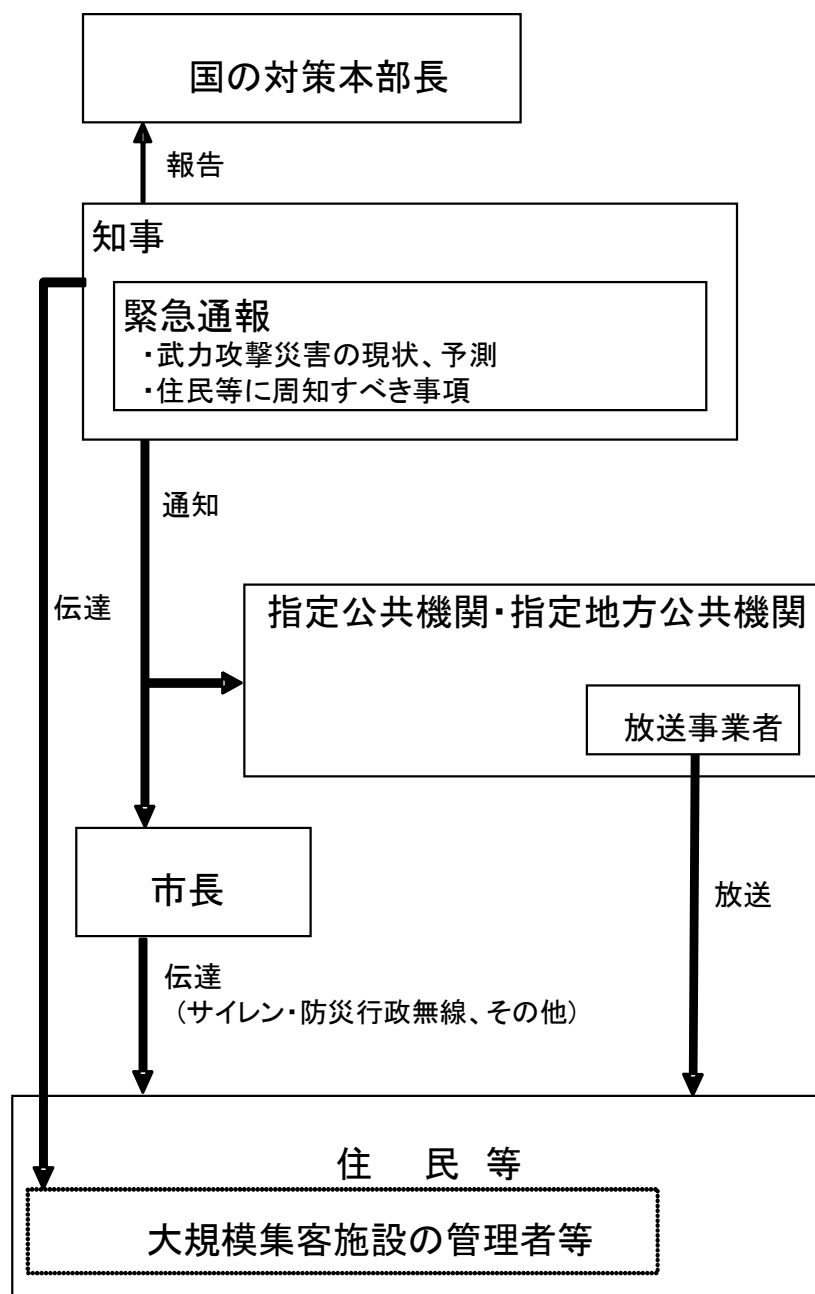 国の対策本部長
報告
知事
緊急通報
・武力攻撃災害の現状、予測
・住民等に周知すべき事項
通知
伝達
指定公共機関・指定地方公共機関
放送事業者
市長
放送
伝達
（サイレン・防災行政無線、その他）
住　民 等
大規模集客施設の管理者等